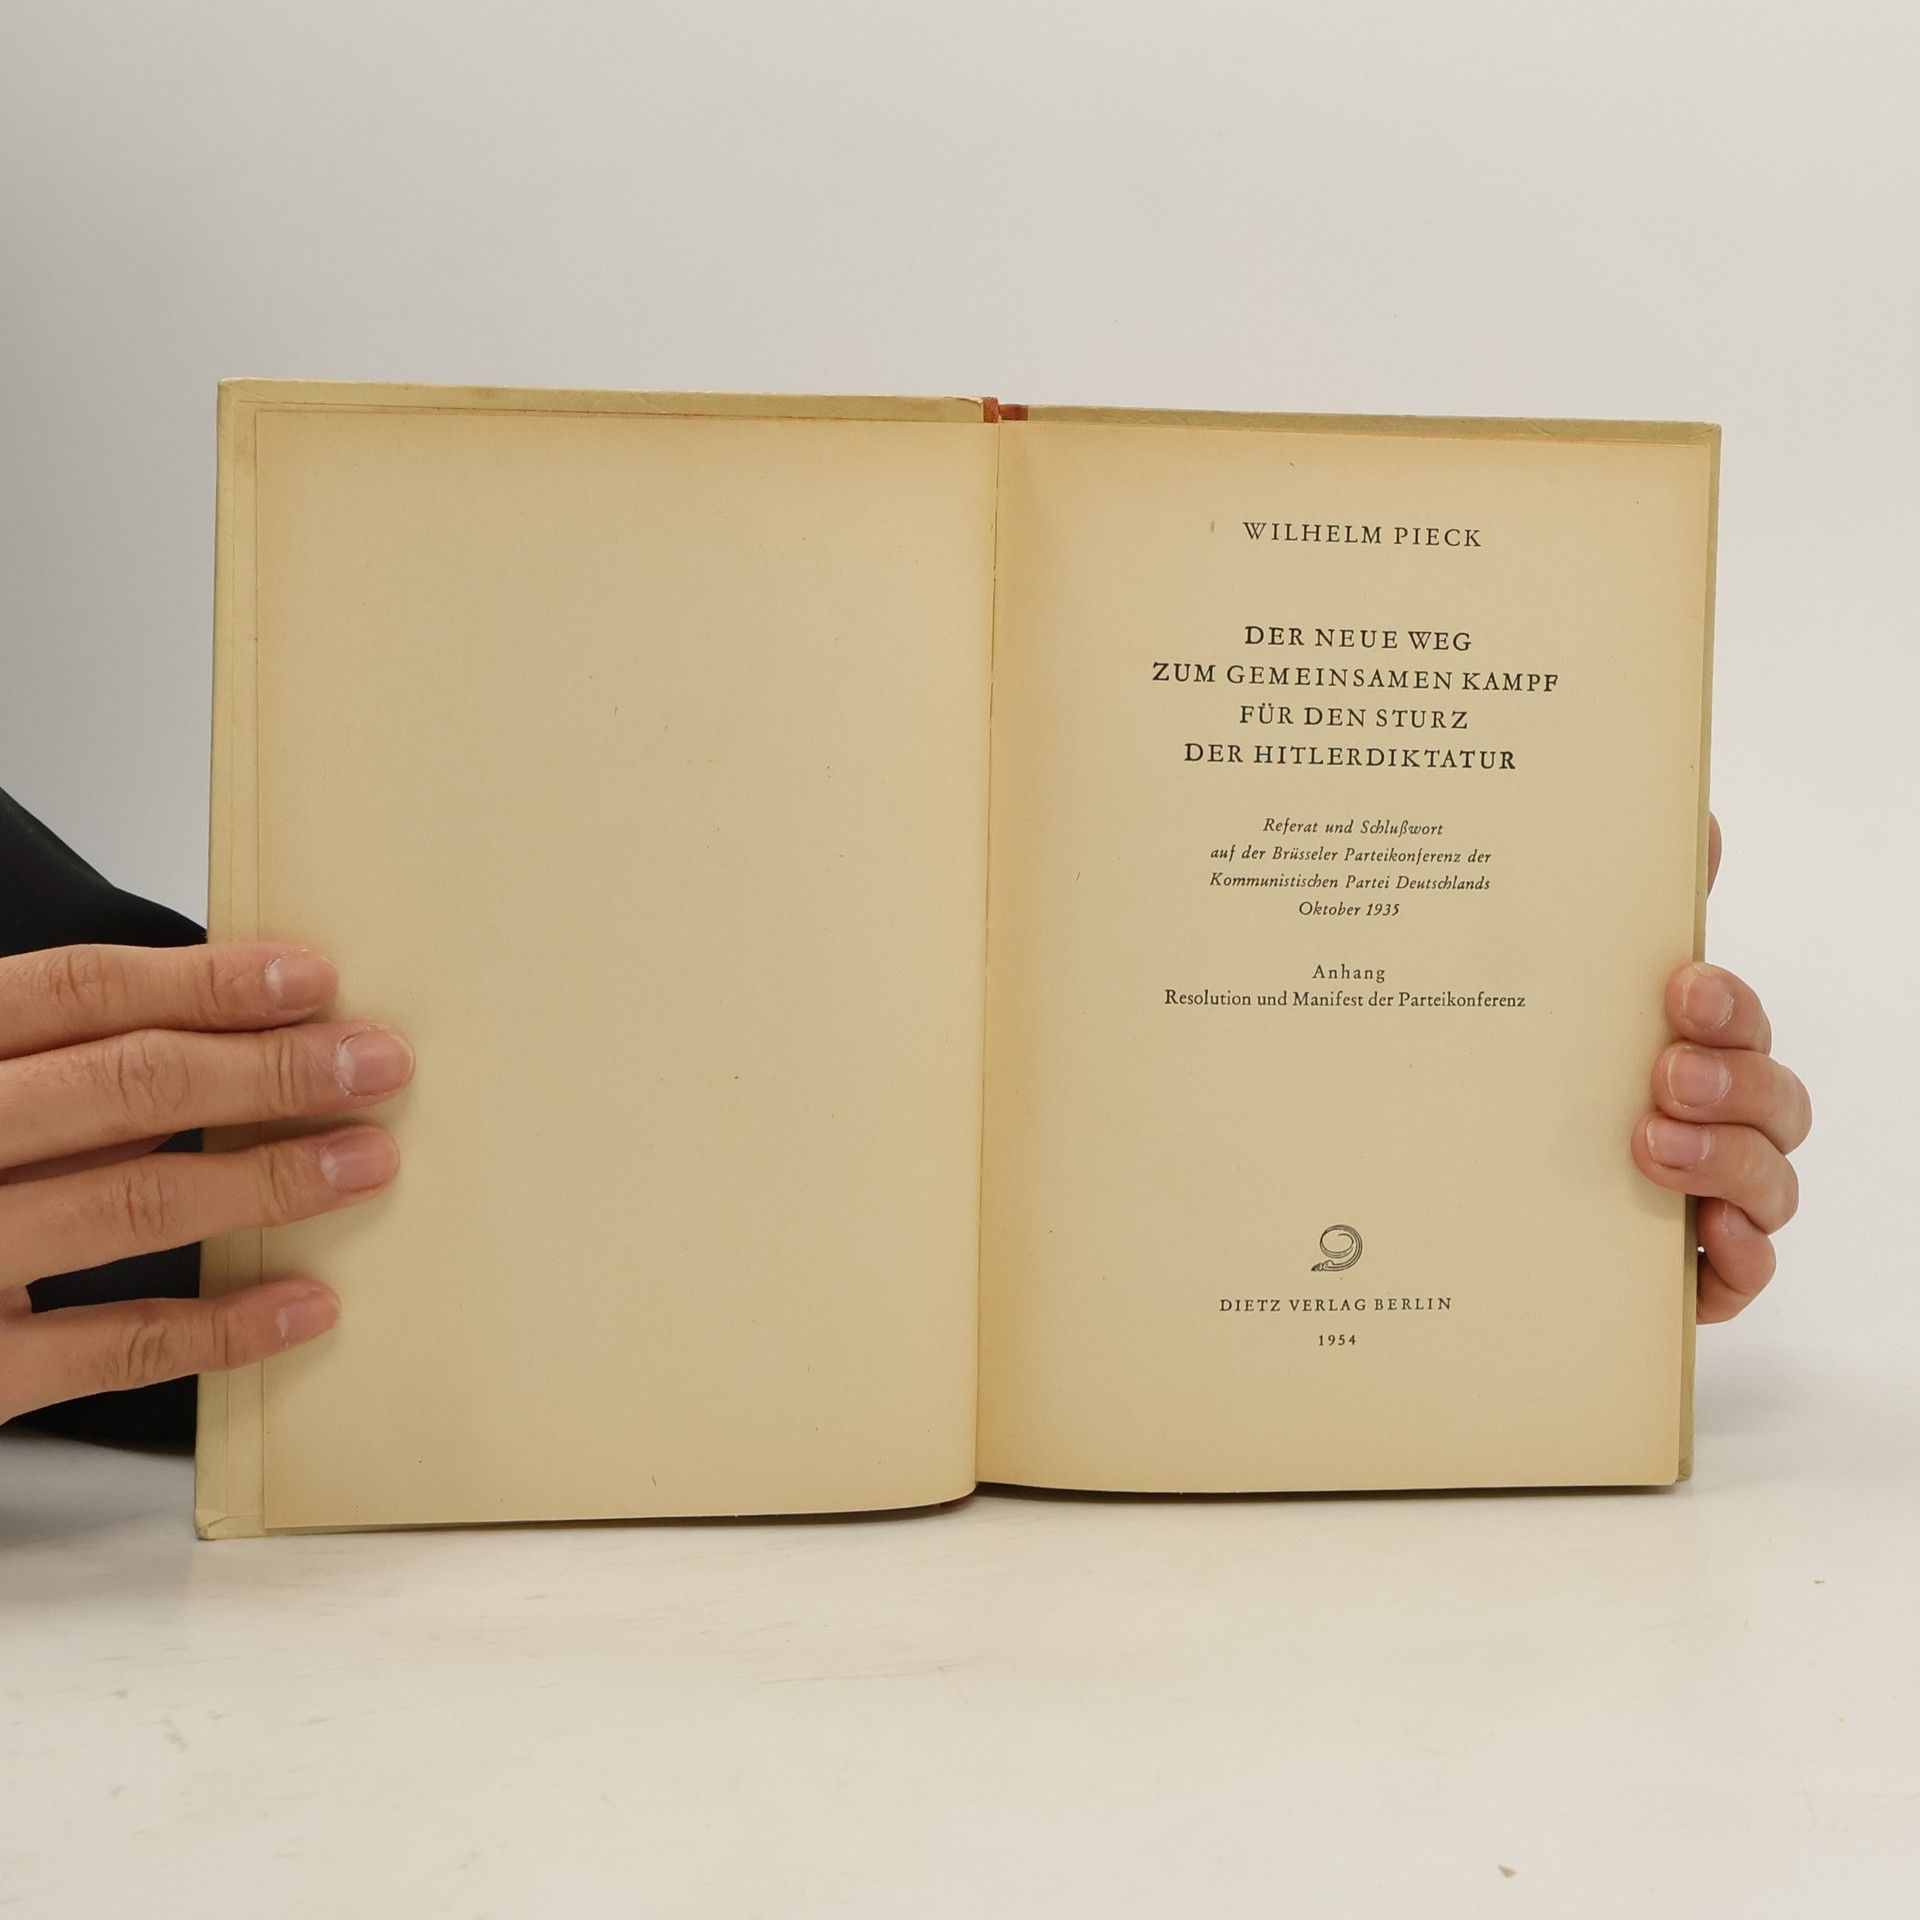 WILHELM PIECK
DER NEUE WEG
ZUM GEMEINSAMEN KAMPF
FÜR DEN STURZ
DER HITLERDIKTATUR
Referat und Schlußwort
auf der Brüsseler Parteikonferenz der
Kommunistischen Partei Deutschlands
Oktober 1935
Anhang
Resolution und Manifest der Parteikonferenz
DIETZ VERLAG BERLIN
1954